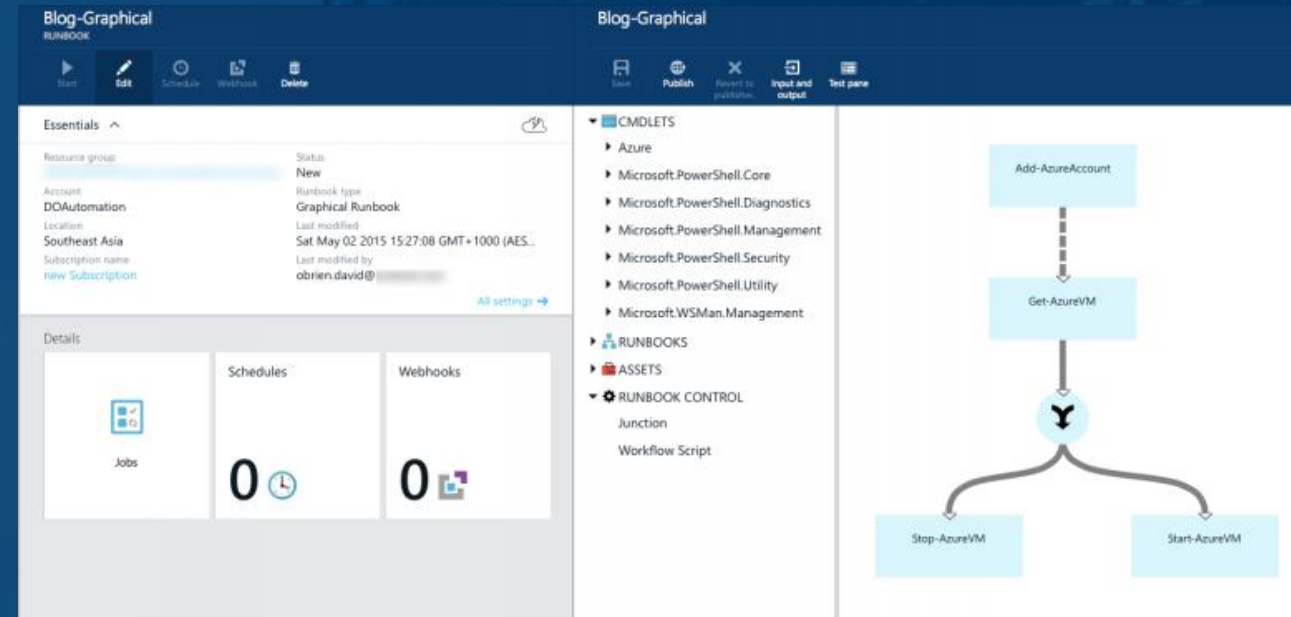 Blog-Graphical
RUNBOOK
Start
Edit
Schedule
Webhook
Delete
Essentials
Resource group
Status
New
Account
DOAutomation
Runbook type
Graphical Runbook
Location
Southeast Asia
Last modified
Sat May 02 2015 15:27:08 GMT+1000 (AES...
Subscription name
new Subscription
Last modified by
obrien.david@
All settings
Details
Jobs
Schedules
0
Webhooks
0
Blog-Graphical
Save
Publish
Revert to
publishe..
Input and
output
Test pane
CMDLETS
Azure
Microsoft.PowerShell.Core
Microsoft.PowerShell.Diagnostics
Microsoft.PowerShell.Management
Microsoft.PowerShell.Security
Microsoft.PowerShell.Utility
Microsoft.WSMan.Management
RUNBOOKS
ASSETS
RUNBOOK CONTROL
Junction
Workflow Script
Add-AzureAccount
Get-AzureVM
Stop-AzureVM
Start-AzureVM